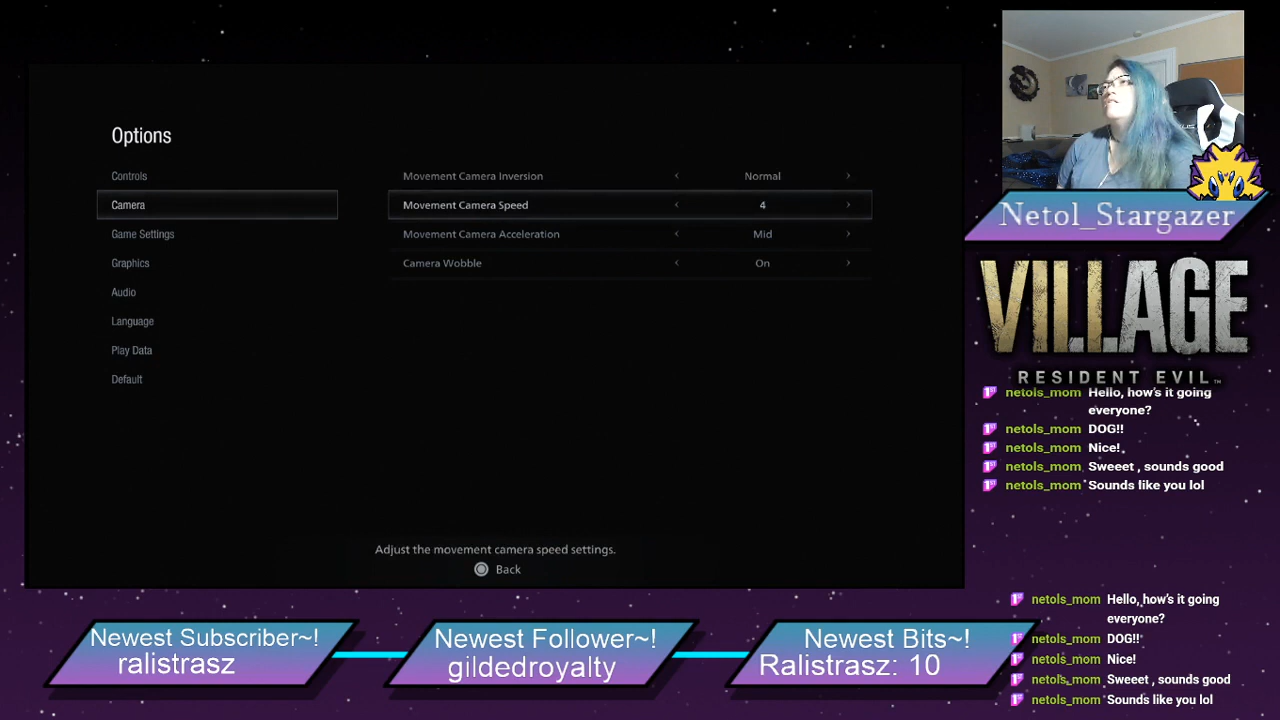 Options
Controls
Camera
Game Settings
Graphics
Audio
Language
Play Data
Default
Movement Camera Inversion ‹ Normal ›
Movement Camera Speed ‹ 4 ›
Movement Camera Acceleration ‹ Mid ›
Camera Wobble ‹ On ›
Adjust the movement camera speed settings.
Back
Netol_Stargazer
VILLAGE
RESIDENT EVIL™
netols_mom Hello, how's it going
everyone?
netols_mom DOG!!
netols_mom Nice!
netols_mom Sweeet , sounds good
netols_mom Sounds like you lol
netols_mom Hello, how's it going
everyone?
netols_mom DOG!!
netols_mom Nice!
netols_mom Sweeet , sounds good
netols_mom Sounds like you lol
Newest Subscriber~!
ralistrasz
Newest Follower~!
gildedroyalty
Newest Bits~!
Ralistrasz: 10